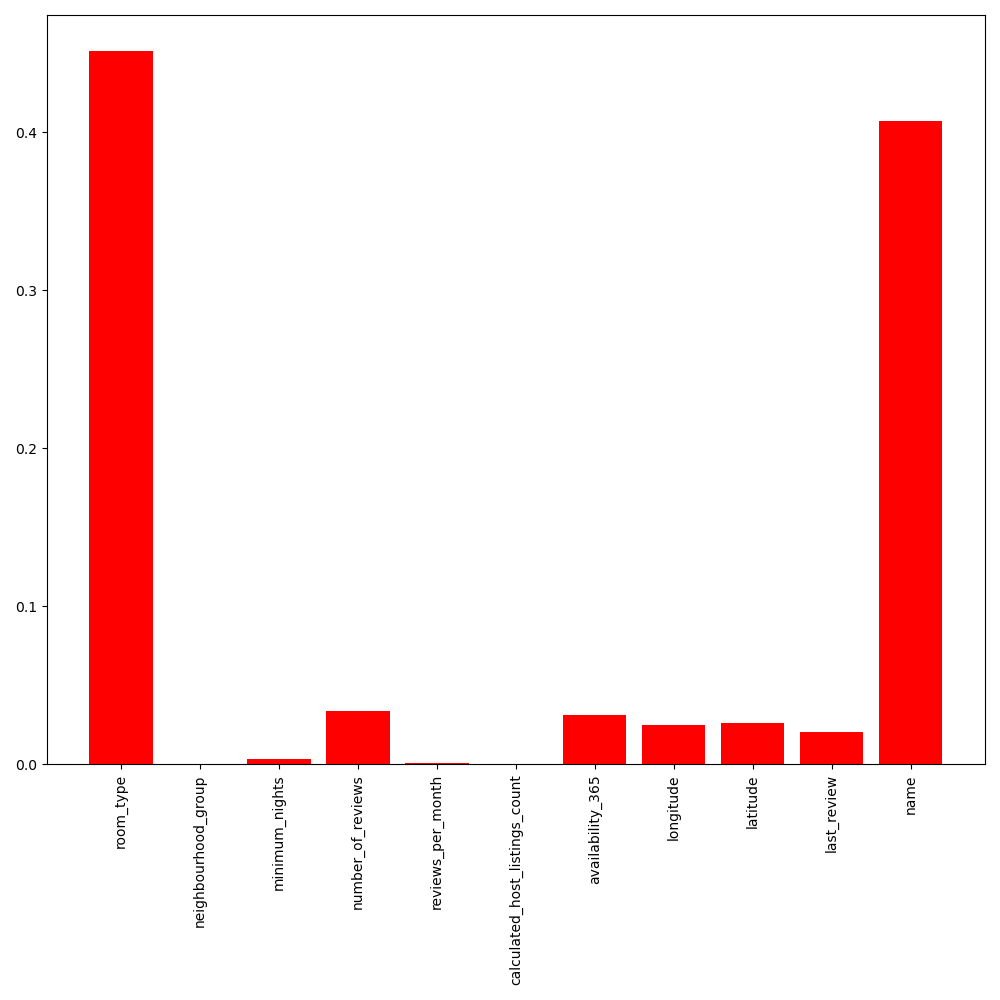 0.4
0.3
0.2
0.1
0.0
room_type
neighbourhood_group
minimum_nights
number_of_reviews
reviews_per_month
calculated_host_listings_count
availability_365
longitude
latitude
last_review
name